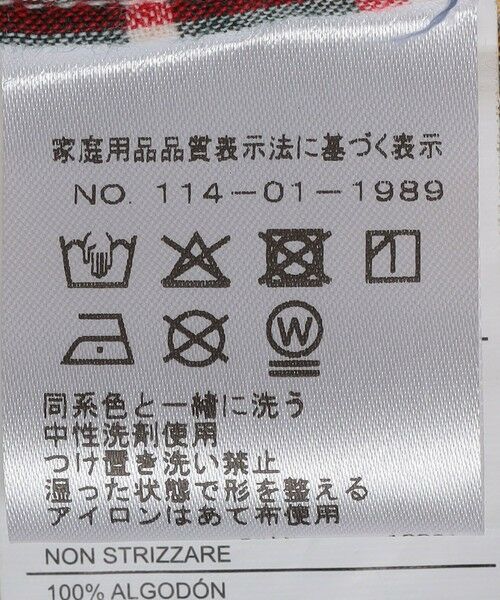 家庭用品品質表示法に基づく表示
NO. 114-01-1989
W
同系色と一緒に洗う
中性洗剤使用
つけ置き洗い禁止
湿った状態で形を整える
アイロンはあて布使用
NON STRIZZARE
100% ALGODÓN